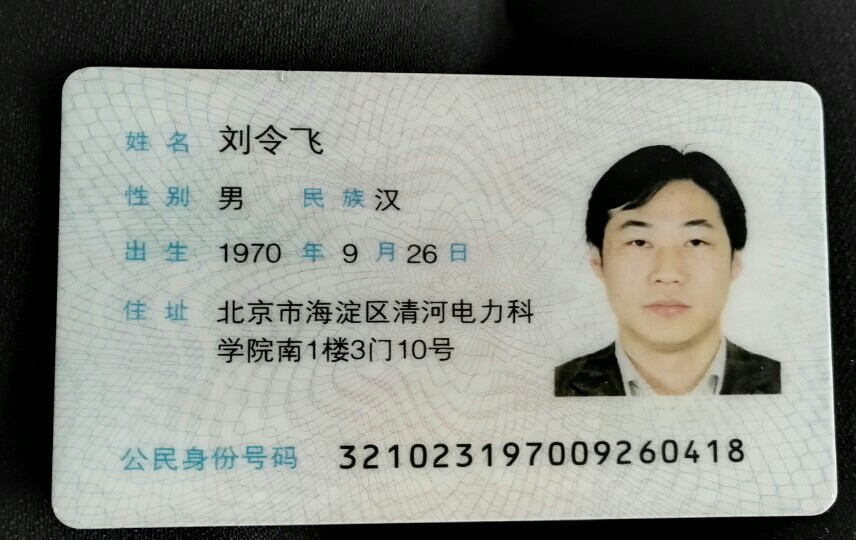 姓名 刘令飞
性别 男 民族 汉
出生 1970 年 9 月 26 日
住址 北京市海淀区清河电力科
学院南1楼3门10号
公民身份号码 321023197009260418